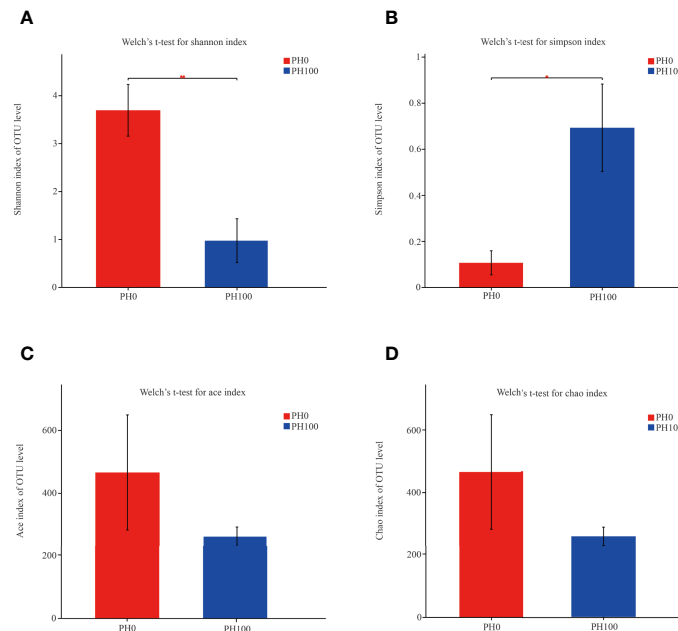 A
Welch's t-test for shannon index
PH0
PH100
**
Shannon index of OTU level
4
3
2
1
0
PH0
PH100
B
Welch's t-test for simpson index
PH0
PH10
*
Simpson index of OTU level
1
0.8
0.6
0.4
0.2
0
PH0
PH100
C
Welch's t-test for ace index
PH0
PH100
Ace index of OTU level
600
400
200
0
PH0
PH100
D
Welch's t-test for chao index
PH0
PH10
Chao index of OTU level
600
400
200
0
PH0
PH100